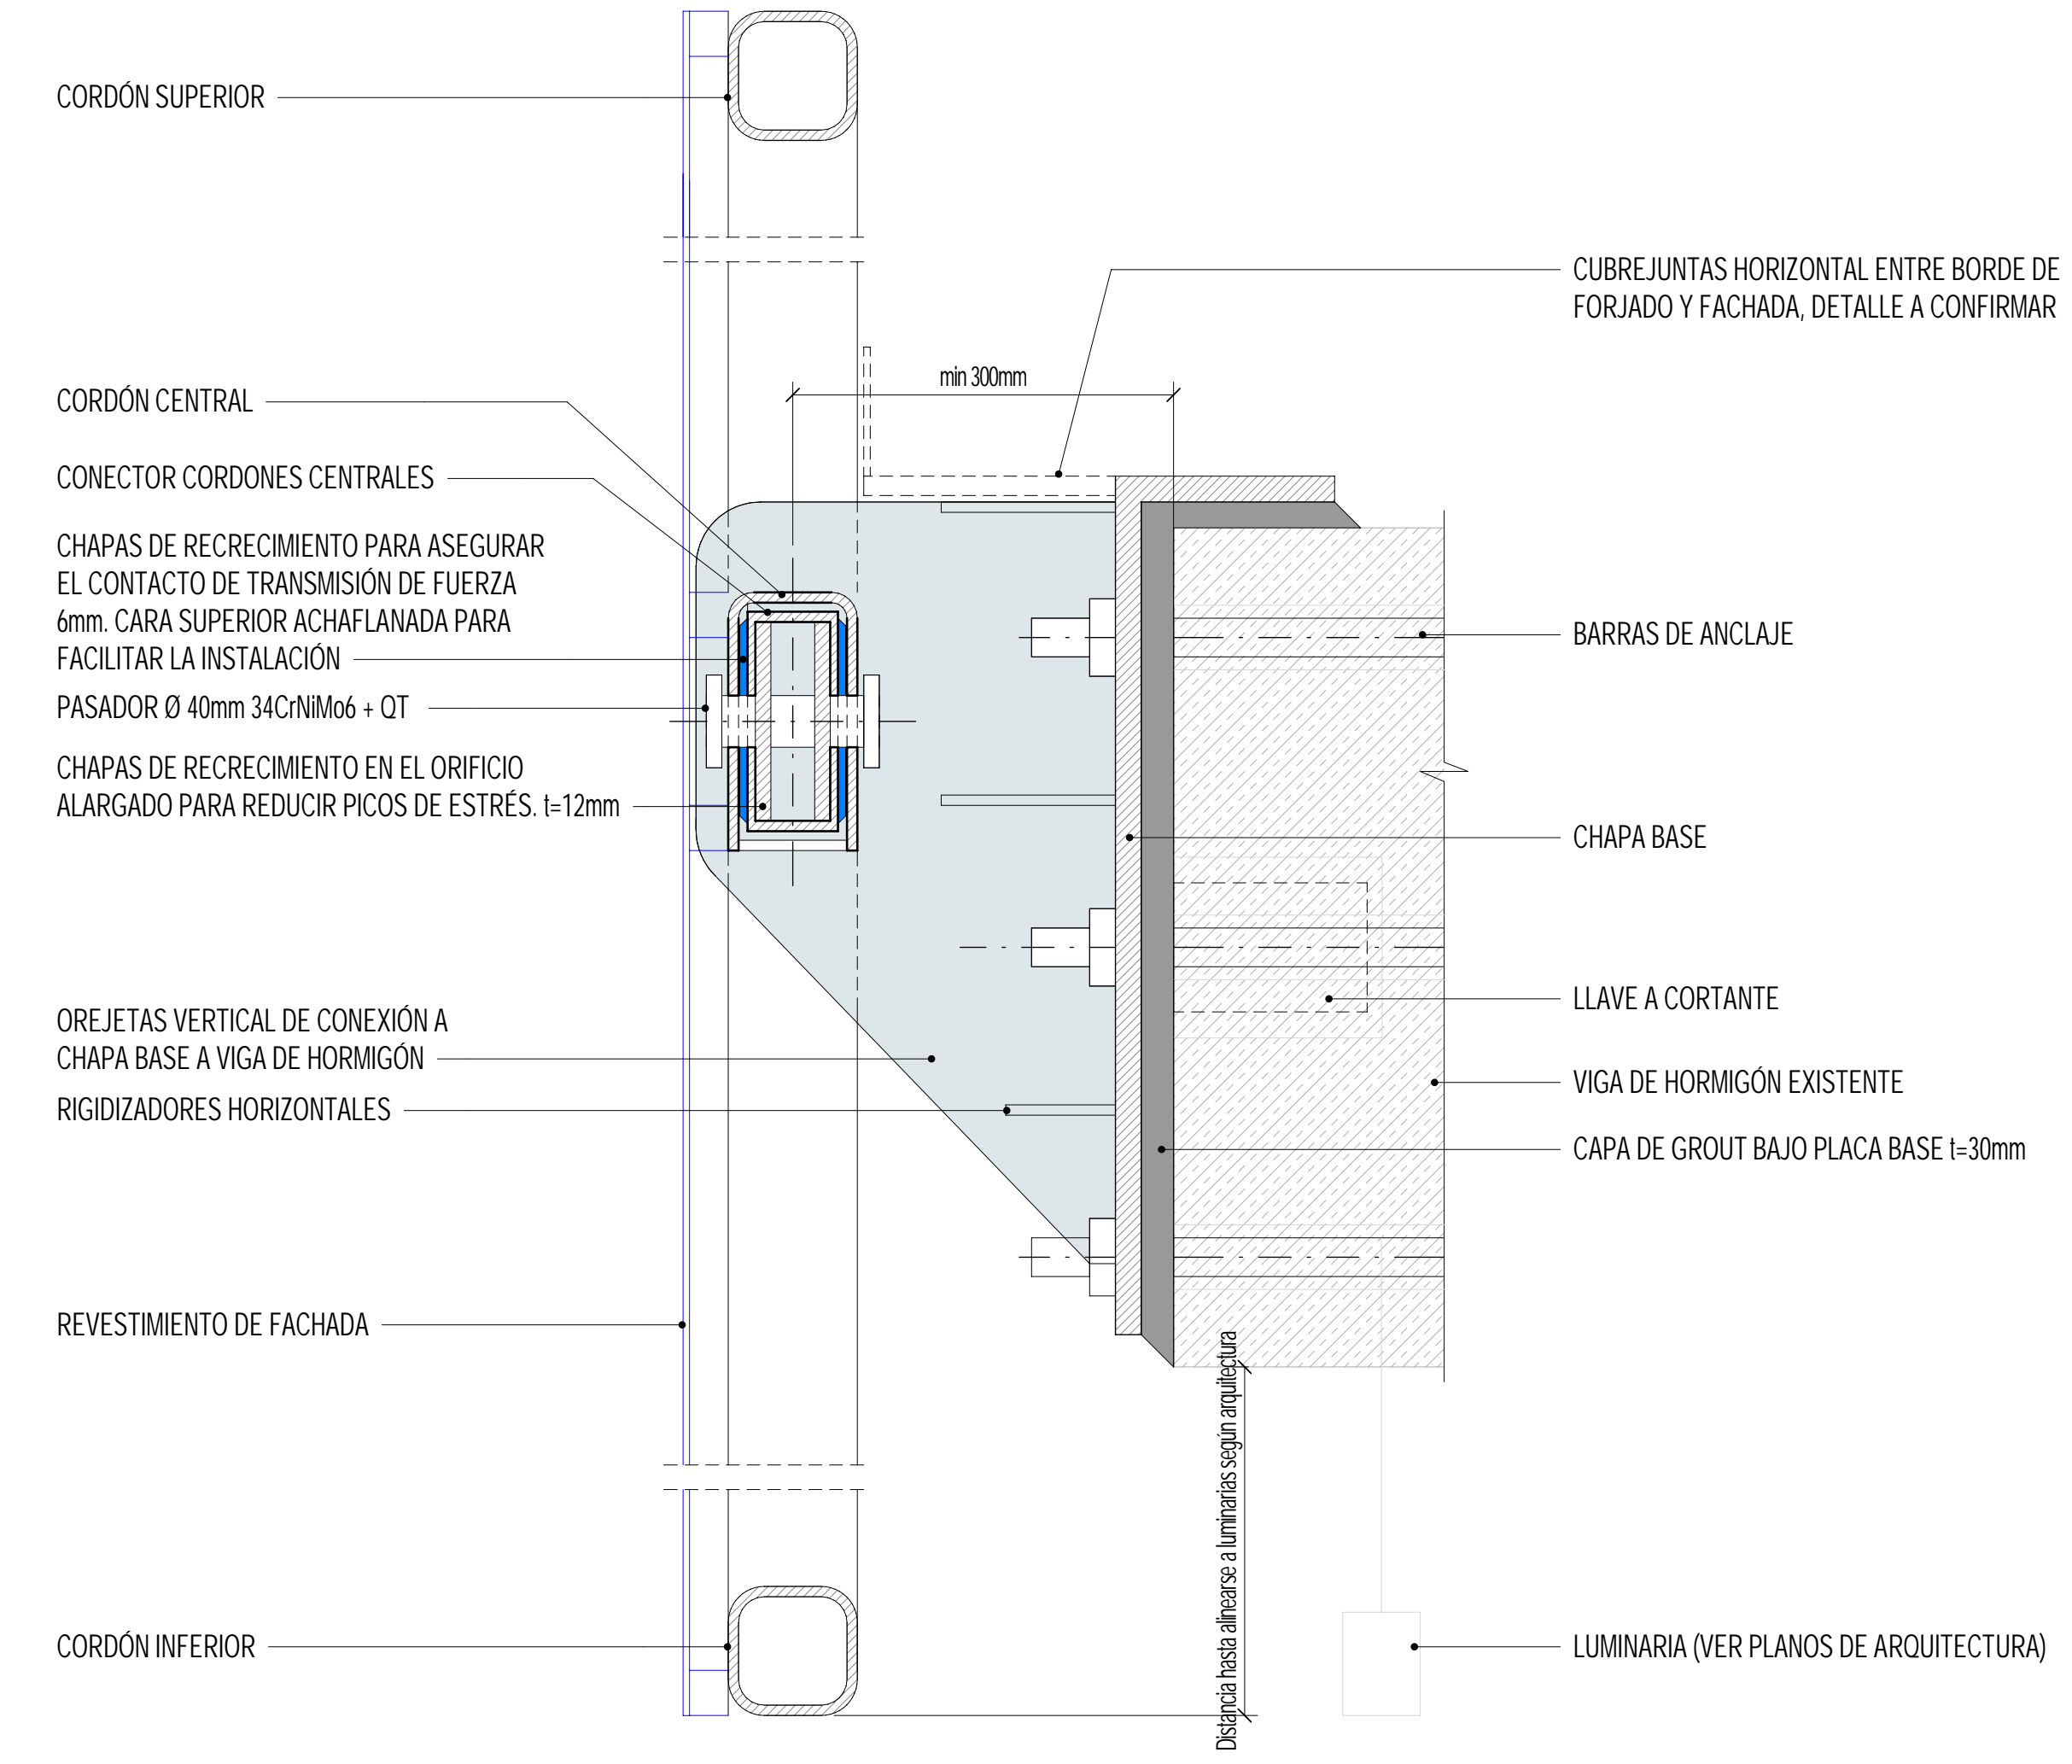 CORDÓN SUPERIOR
CUBREJUNTAS HORIZONTAL ENTRE BORDE DE
FORJADO Y FACHADA, DETALLE A CONFIRMAR
min 300mm
CORDÓN CENTRAL
CONECTOR CORDONES CENTRALES
CHAPAS DE RECRECIMIENTO PARA ASEGURAR
EL CONTACTO DE TRANSMISIÓN DE FUERZA
6mm. CARA SUPERIOR ACHAFLANADA PARA
FACILITAR LA INSTALACIÓN
PASADOR Ø 40mm 34CrNiMo6 + QT
CHAPAS DE RECRECIMIENTO EN EL ORIFICIO
ALARGADO PARA REDUCIR PICOS DE ESTRÉS. t=12mm
BARRAS DE ANCLAJE
CHAPA BASE
LLAVE A CORTANTE
OREJETAS VERTICAL DE CONEXIÓN A
CHAPA BASE A VIGA DE HORMIGÓN
VIGA DE HORMIGÓN EXISTENTE
RIGIDIZADORES HORIZONTALES
CAPA DE GROUT BAJO PLACA BASE t=30mm
REVESTIMIENTO DE FACHADA
Distancia hasta alinearse a luminarias según arquitectura
CORDÓN INFERIOR
LUMINARIA (VER PLANOS DE ARQUITECTURA)